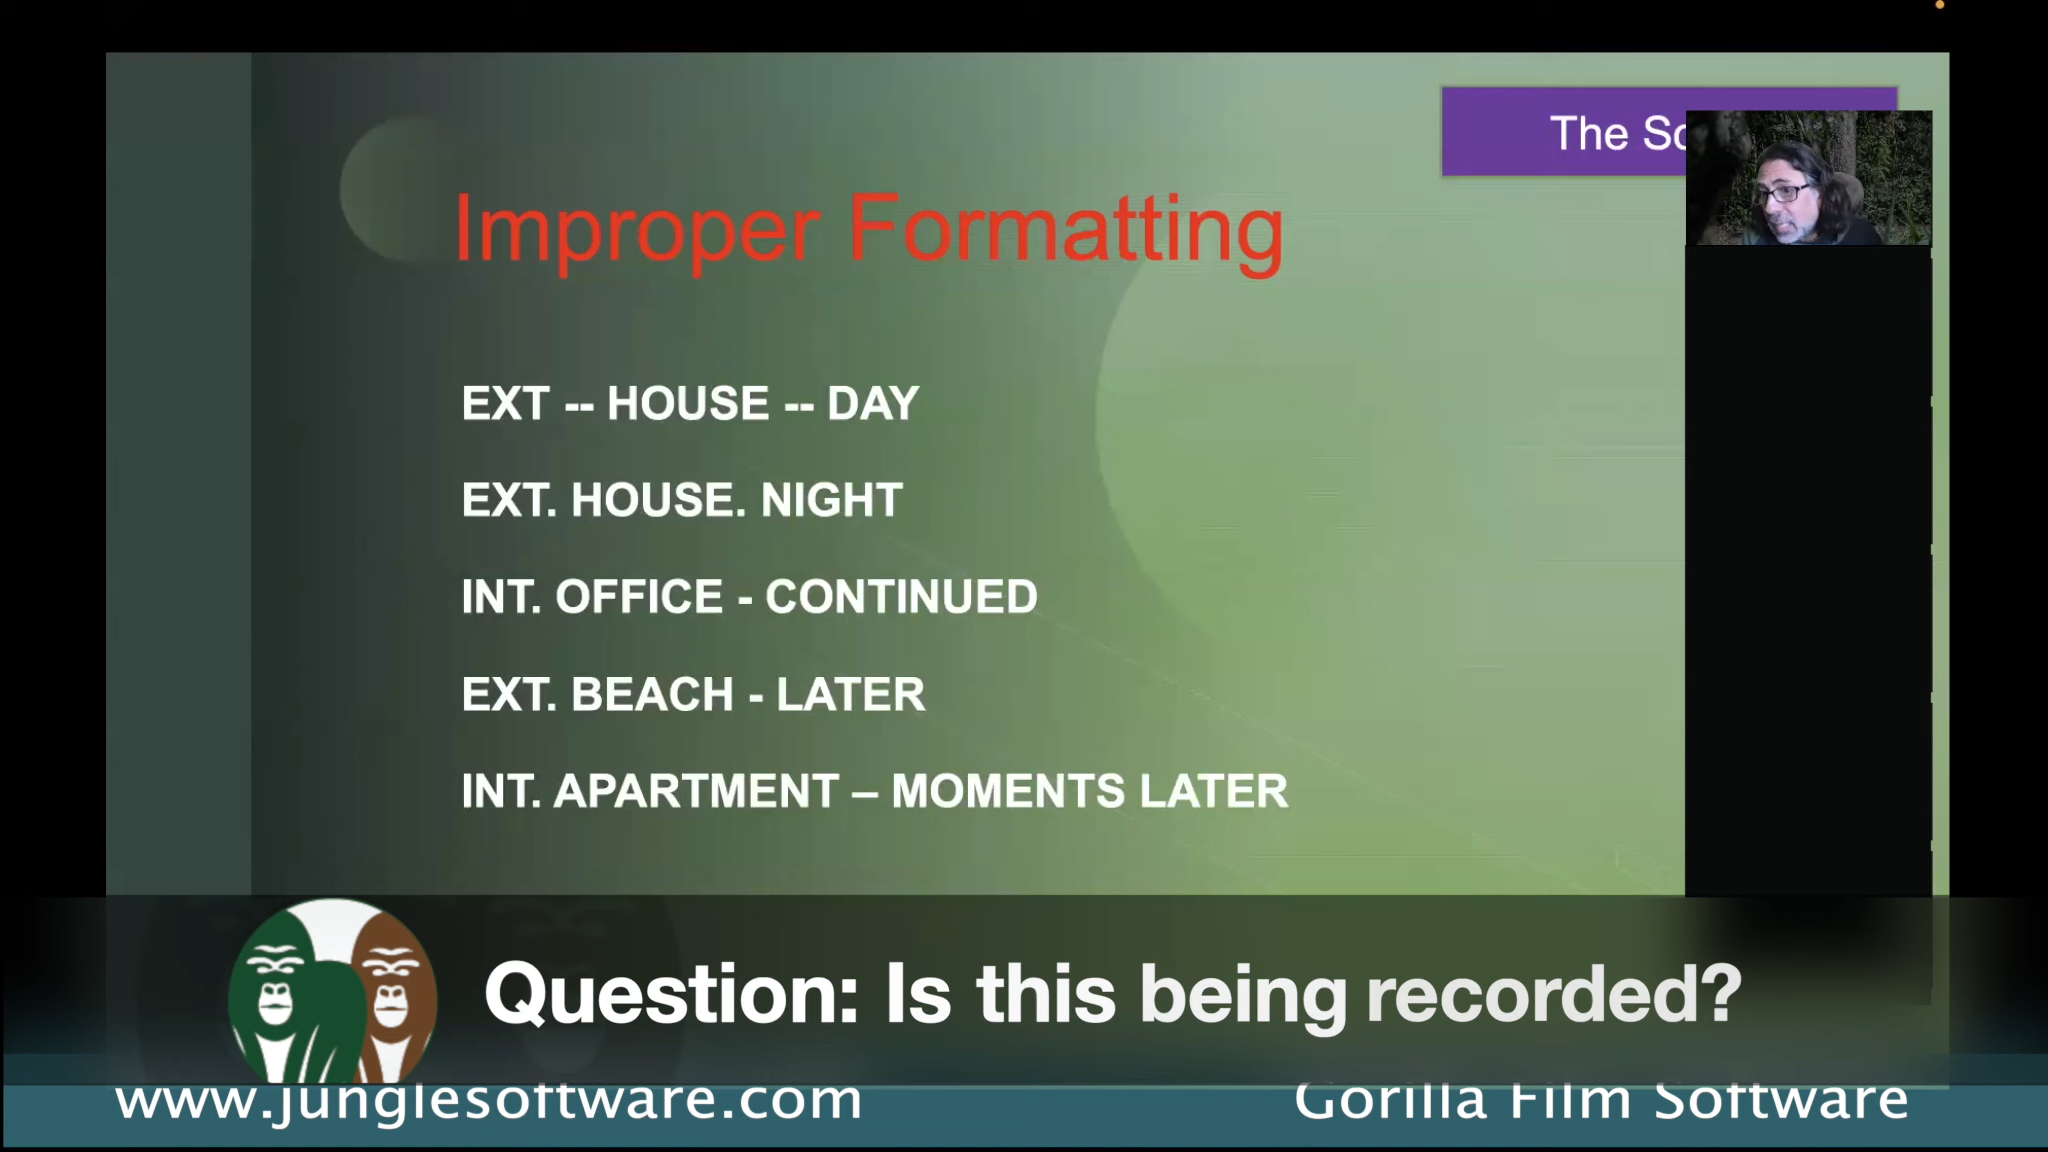 The Sc
Improper Formatting
EXT -- HOUSE -- DAY
EXT. HOUSE. NIGHT
INT. OFFICE - CONTINUED
EXT. BEACH - LATER
INT. APARTMENT – MOMENTS LATER
Question: Is this being recorded?
www.junglesoftware.com
Gorilla Film Software